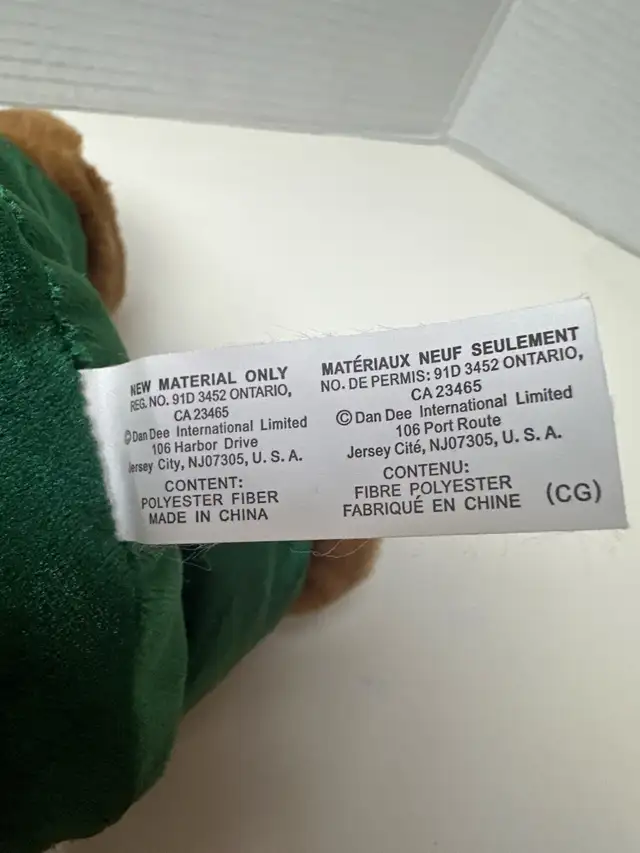 NEW MATERIAL ONLY
REG. NO. 91D 3452 ONTARIO,
CA 23465
©Dan Dee International Limited
106 Harbor Drive
Jersey City, NJ07305, U. S. A.
CONTENT:
POLYESTER FIBER
MADE IN CHINA
MATÉRIAUX NEUF SEULEMENT
NO. DE PERMIS: 91D 3452 ONTARIO,
CA 23465
©Dan Dee International Limited
106 Port Route
Jersey Cité, NJ07305, U. S. A.
CONTENU:
FIBRE POLYESTER
FABRIQUÉ EN CHINE
(CG)